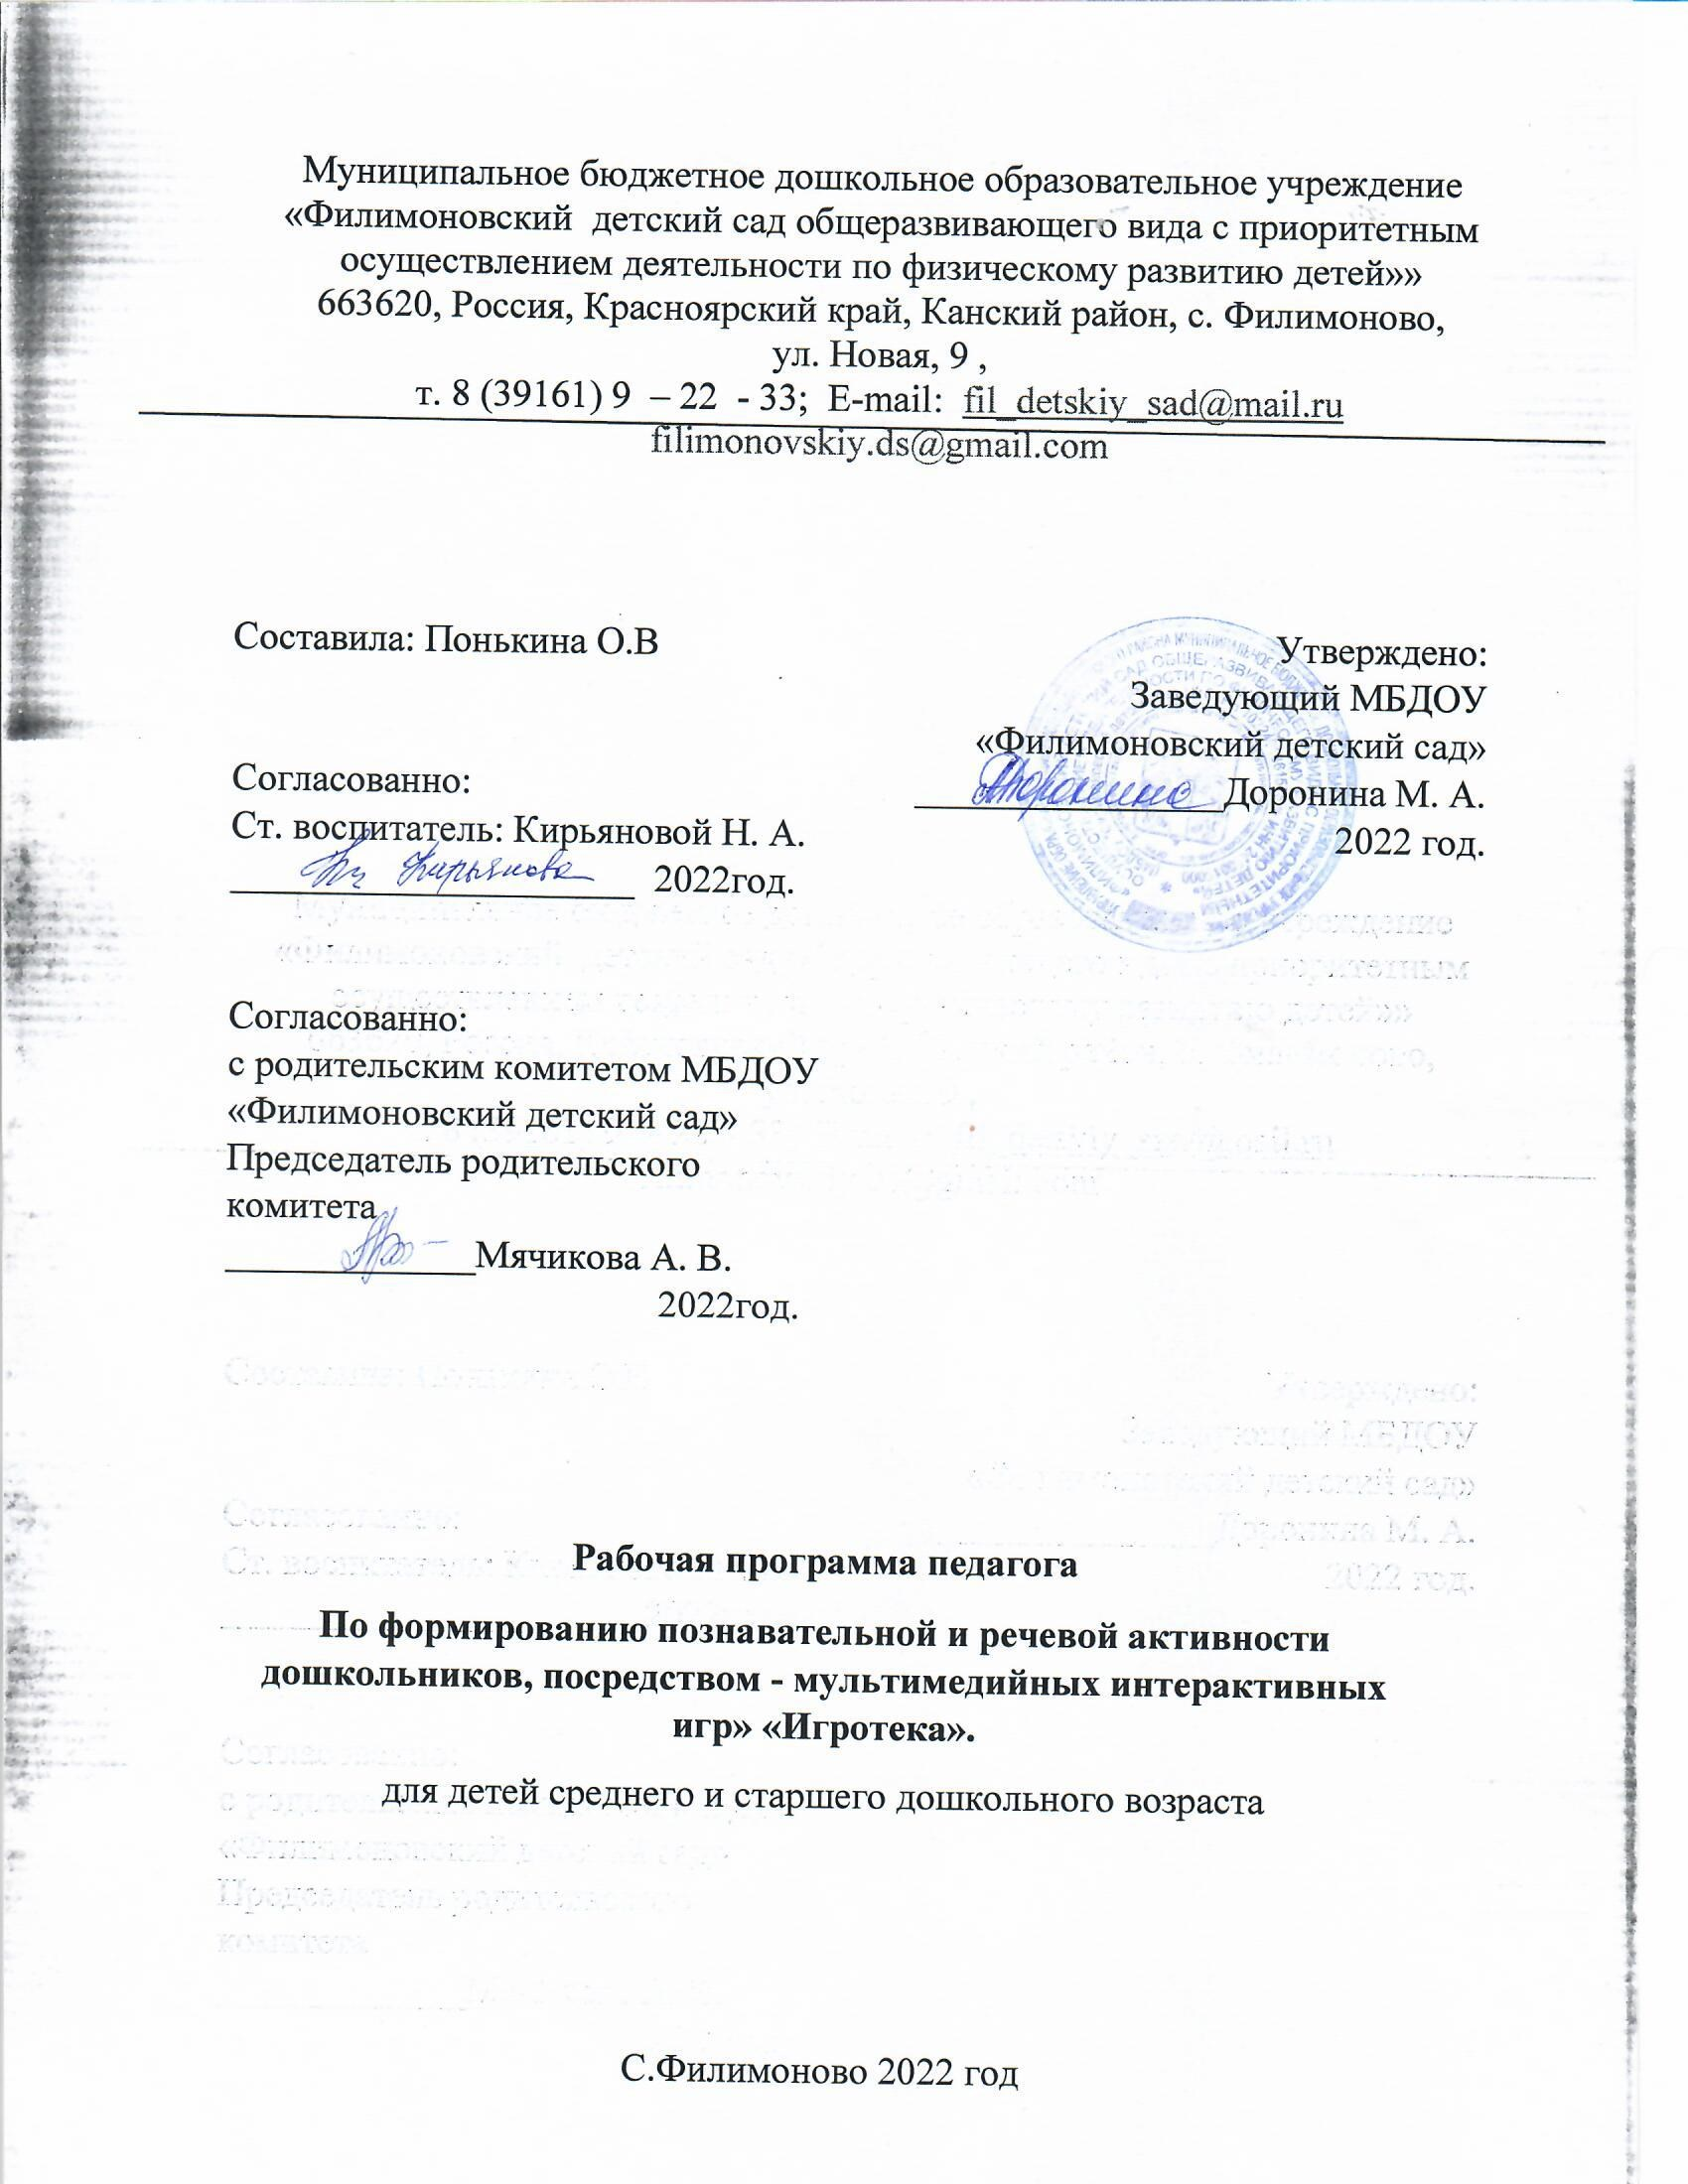 Муниципальное бюджетное дошкольное образовательное учреждение
«Филимоновский детский сад общеразвивающего вида с приоритетным
осуществлением деятельности по физическому развитию детей»»
663620, Россия, Красноярский край, Канский район, с. Филимоново,
ул. Новая, 9 ,
т. 8 (39161) 9 – 22 - 33; E-mail: fil_detskiy_sad@mail.ru
filimonovskiy.ds@gmail.com
Составила: Понькина О.В
Утверждено:
Заведующий МБДОУ
«Филимоновский детский сад»
Доронина Доронина М. А.
2022 год.
Согласованно:
Ст. воспитатель: Кирьяновой Н. А.
Кирьянова 2022год.
Согласованно:
с родительским комитетом МБДОУ
«Филимоновский детский сад»
Председатель родительского
комитета
Мячикова А. В.
2022год.
Рабочая программа педагога
По формированию познавательной и речевой активности
дошкольников, посредством - мультимедийных интерактивных
игр» «Игротека».
для детей среднего и старшего дошкольного возраста
С.Филимоново 2022 год